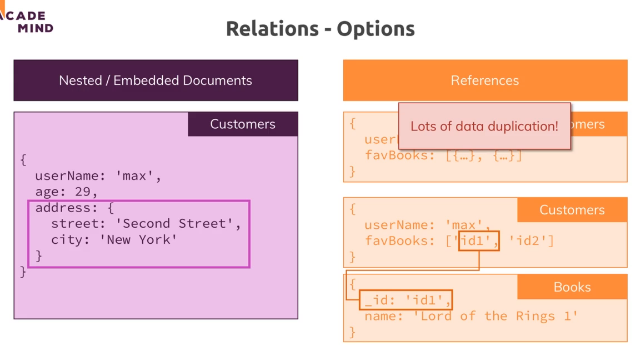 CADE
MIND
Relations - Options
Nested / Embedded Documents
Customers
{
userName: 'max',
age: 29,
address: {
street: 'Second Street',
city: 'New York'
}
}
References
{
user
favBooks: [{…}, {…}]
}
omers
Lots of data duplication!
Customers
{
userName: 'max',
favBooks: ['id1', 'id2']
}
Books
{
_id: 'id1',
name: 'Lord of the Rings 1'
}